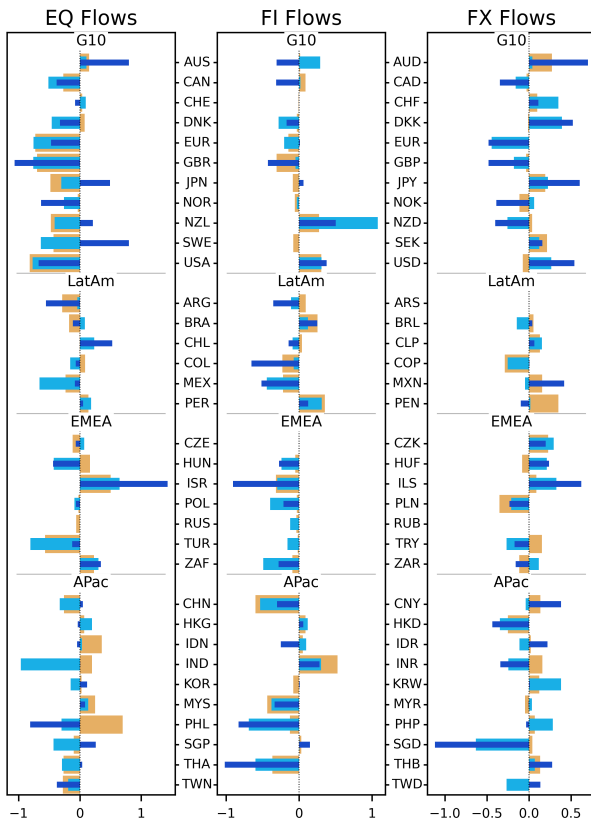 EQ Flows FI Flows FX Flows
G10 G10 G10
AUS AUD
CAN CAD
CHE CHF
DNK DKK
EUR EUR
GBR GBP
JPN JPY
NOR NOK
NZL NZD
SWE SEK
USA USD
LatAm LatAm LatAm
ARG ARS
BRA BRL
CHL CLP
COL COP
MEX MXN
PER PEN
EMEA EMEA EMEA
CZE CZK
HUN HUF
ISR ILS
POL PLN
RUS RUB
TUR TRY
ZAF ZAR
APac APac APac
CHN CNY
HKG HKD
IDN IDR
IND INR
KOR KRW
MYS MYR
PHL PHP
SGP SGD
THA THB
TWN TWD
−1 0 1 −1 0 1 −1.0 −0.5 0.0 0.5